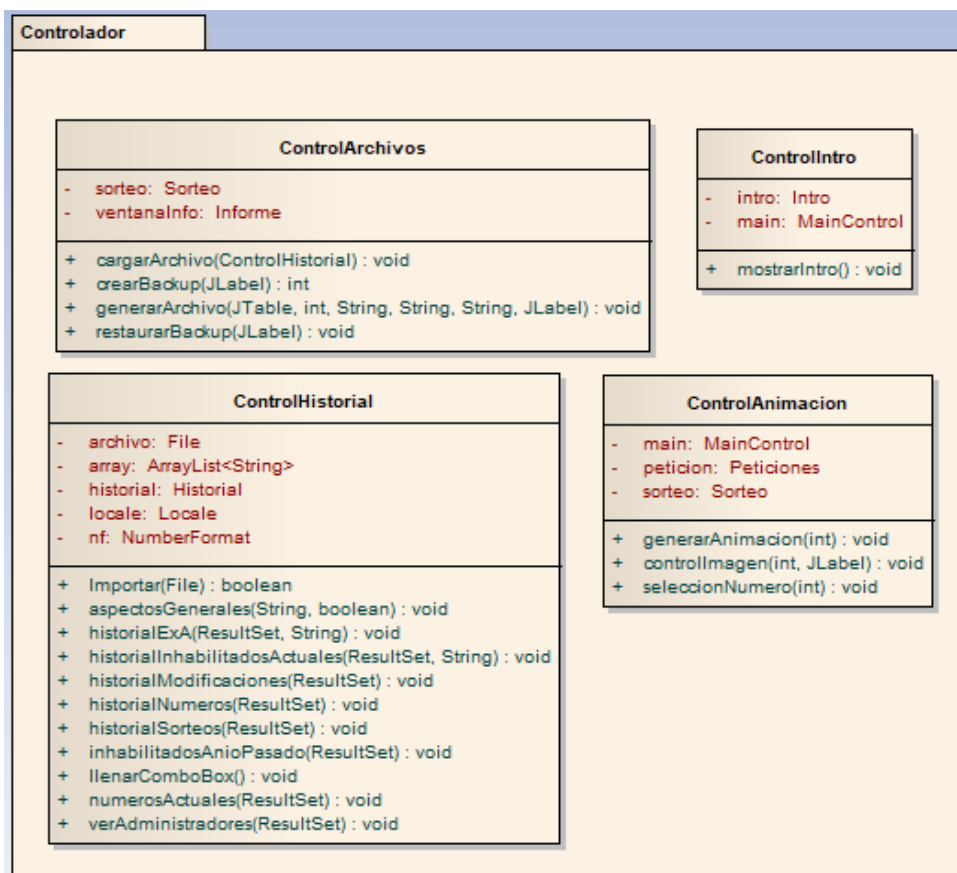 Controlador
ControlArchivos
- sorteo: Sorteo
- ventanaInfo: Informe
+ cargarArchivo(ControlHistorial) : void
+ crearBackup(JLabel) : int
+ generarArchivo(JTable, int, String, String, String, JLabel) : void
+ restaurarBackup(JLabel) : void
ControlIntro
- intro: Intro
- main: MainControl
+ mostrarIntro() : void
ControlHistorial
- archivo: File
- array: ArrayList<String>
- historial: Historial
- locale: Locale
- nf: NumberFormat
+ Importar(File) : boolean
+ aspectosGenerales(String, boolean) : void
+ historialExA(ResultSet, String) : void
+ historialInhabilitadosActuales(ResultSet, String) : void
+ historialModificaciones(ResultSet) : void
+ historialNumeros(ResultSet) : void
+ historialSorteos(ResultSet) : void
+ inhabilitadosAnioPasado(ResultSet) : void
+ llenarComboBox() : void
+ numerosActuales(ResultSet) : void
+ verAdministradores(ResultSet) : void
ControlAnimacion
- main: MainControl
- peticion: Peticiones
- sorteo: Sorteo
+ generarAnimacion(int) : void
+ controlImagen(int, JLabel) : void
+ seleccionNumero(int) : void